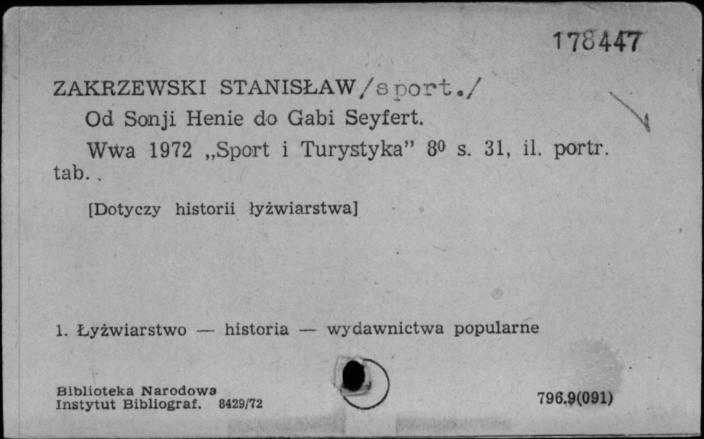 178447
ZAKRZEWSKI STANISŁAW /sport./
Od Sonji Henie do Gabi Seyfert.
Wwa 1972 „Sport i Turystyka” 8⁰ s. 31, il. portr.
tab.
[Dotyczy historii łyżwiarstwa]
1. Łyżwiarstwo — historia — wydawnictwa popularne
Biblioteka Narodowa
Instytut Bibliograf. 8429/72
796.9(091)